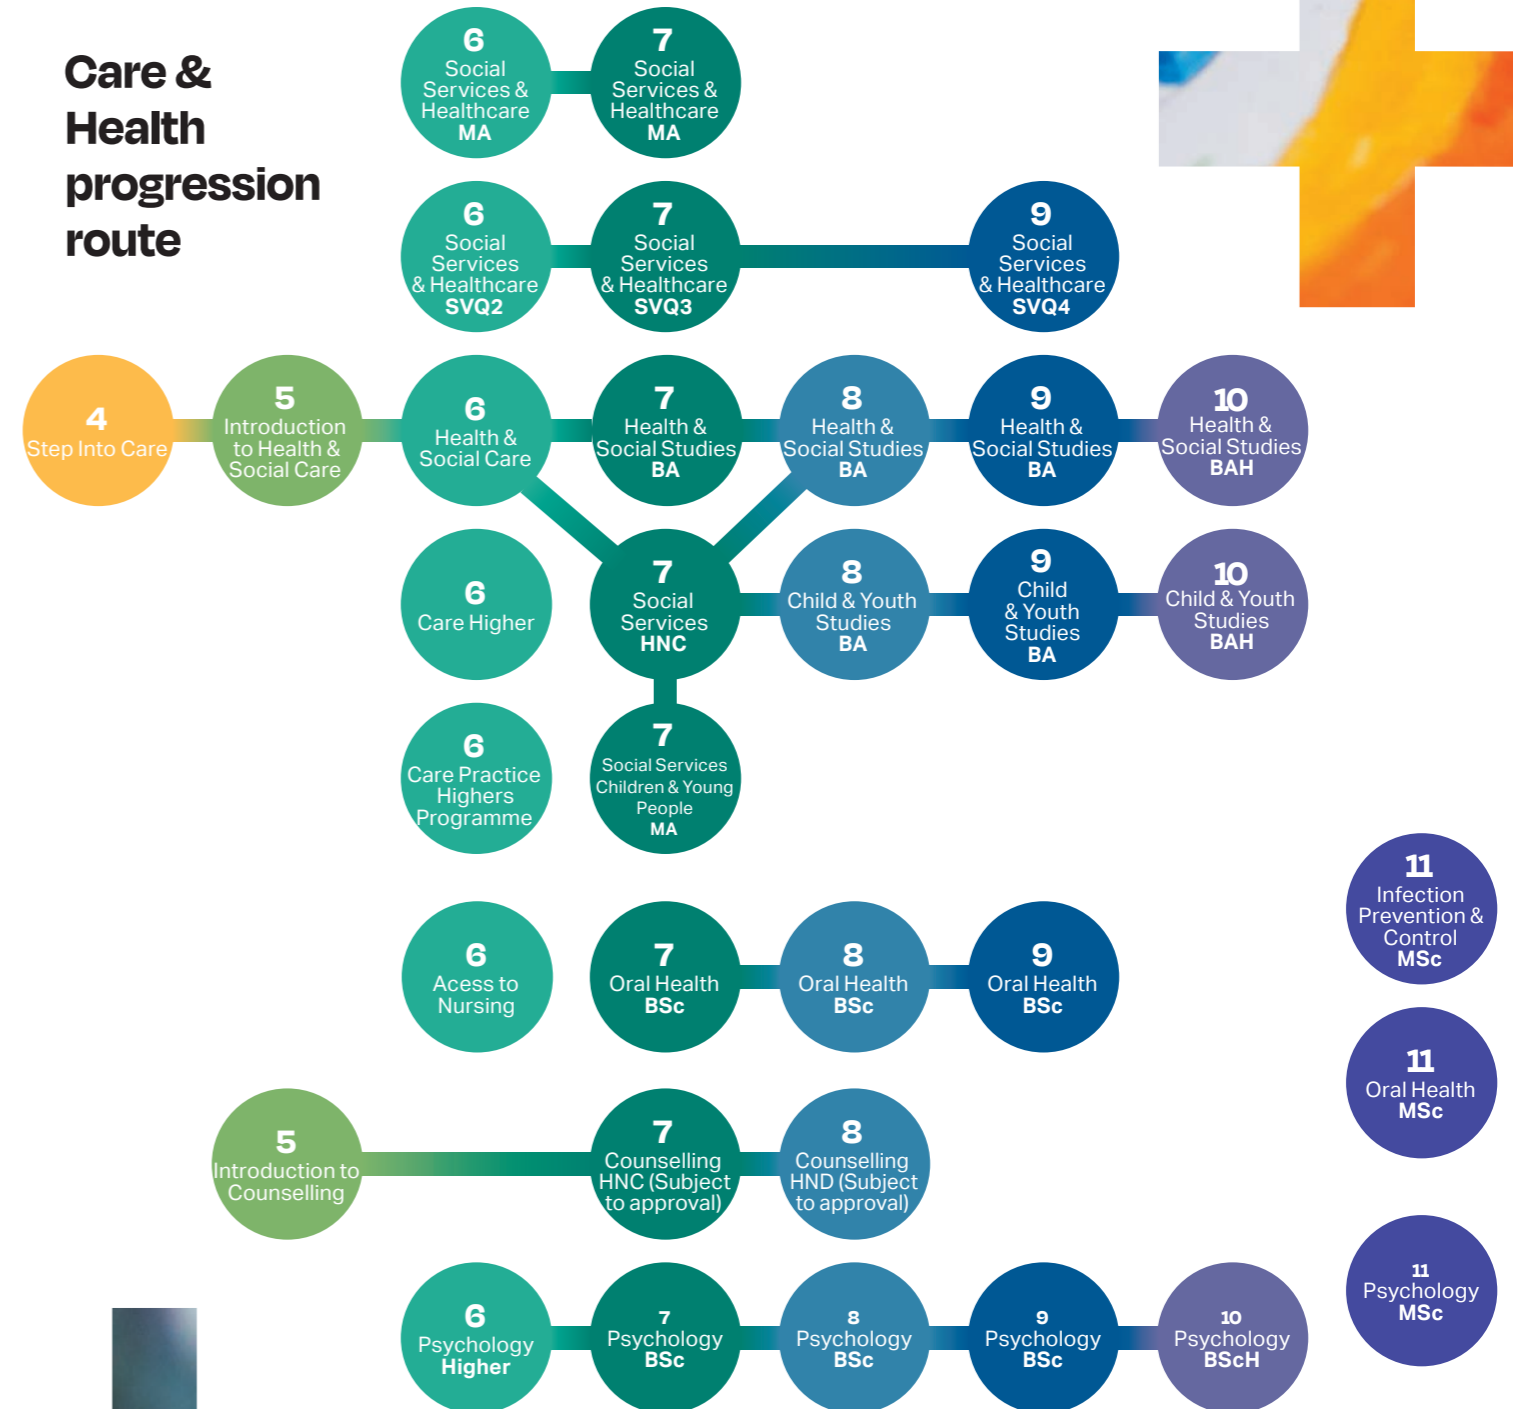 Care &
Health
progression
route
6
Social
Services &
Healthcare
MA
7
Social
Services &
Healthcare
MA
6
Social
Services
& Healthcare
SVQ2
7
Social
Services
& Healthcare
SVQ3
9
Social
Services
& Healthcare
SVQ4
4
Step Into Care
5
Introduction
to Health &
Social Care
6
Health &
Social Care
7
Health &
Social Studies
BA
8
Health &
Social Studies
BA
9
Health &
Social Studies
BA
10
Health &
Social Studies
BAH
6
Care Higher
7
Social
Services
HNC
8
Child & Youth
Studies
BA
9
Child
& Youth
Studies
BA
10
Child & Youth
Studies
BAH
6
Care Practice
Highers
Programme
7
Social Services
Children & Young
People
MA
11
Infection
Prevention &
Control
MSc
6
Acess to
Nursing
7
Oral Health
BSc
8
Oral Health
BSc
9
Oral Health
BSc
11
Oral Health
MSc
5
Introduction to
Counselling
7
Counselling
HNC (Subject
to approval)
8
Counselling
HND (Subject
to approval)
11
Psychology
MSc
6
Psychology
Higher
7
Psychology
BSc
8
Psychology
BSc
9
Psychology
BSc
10
Psychology
BScH